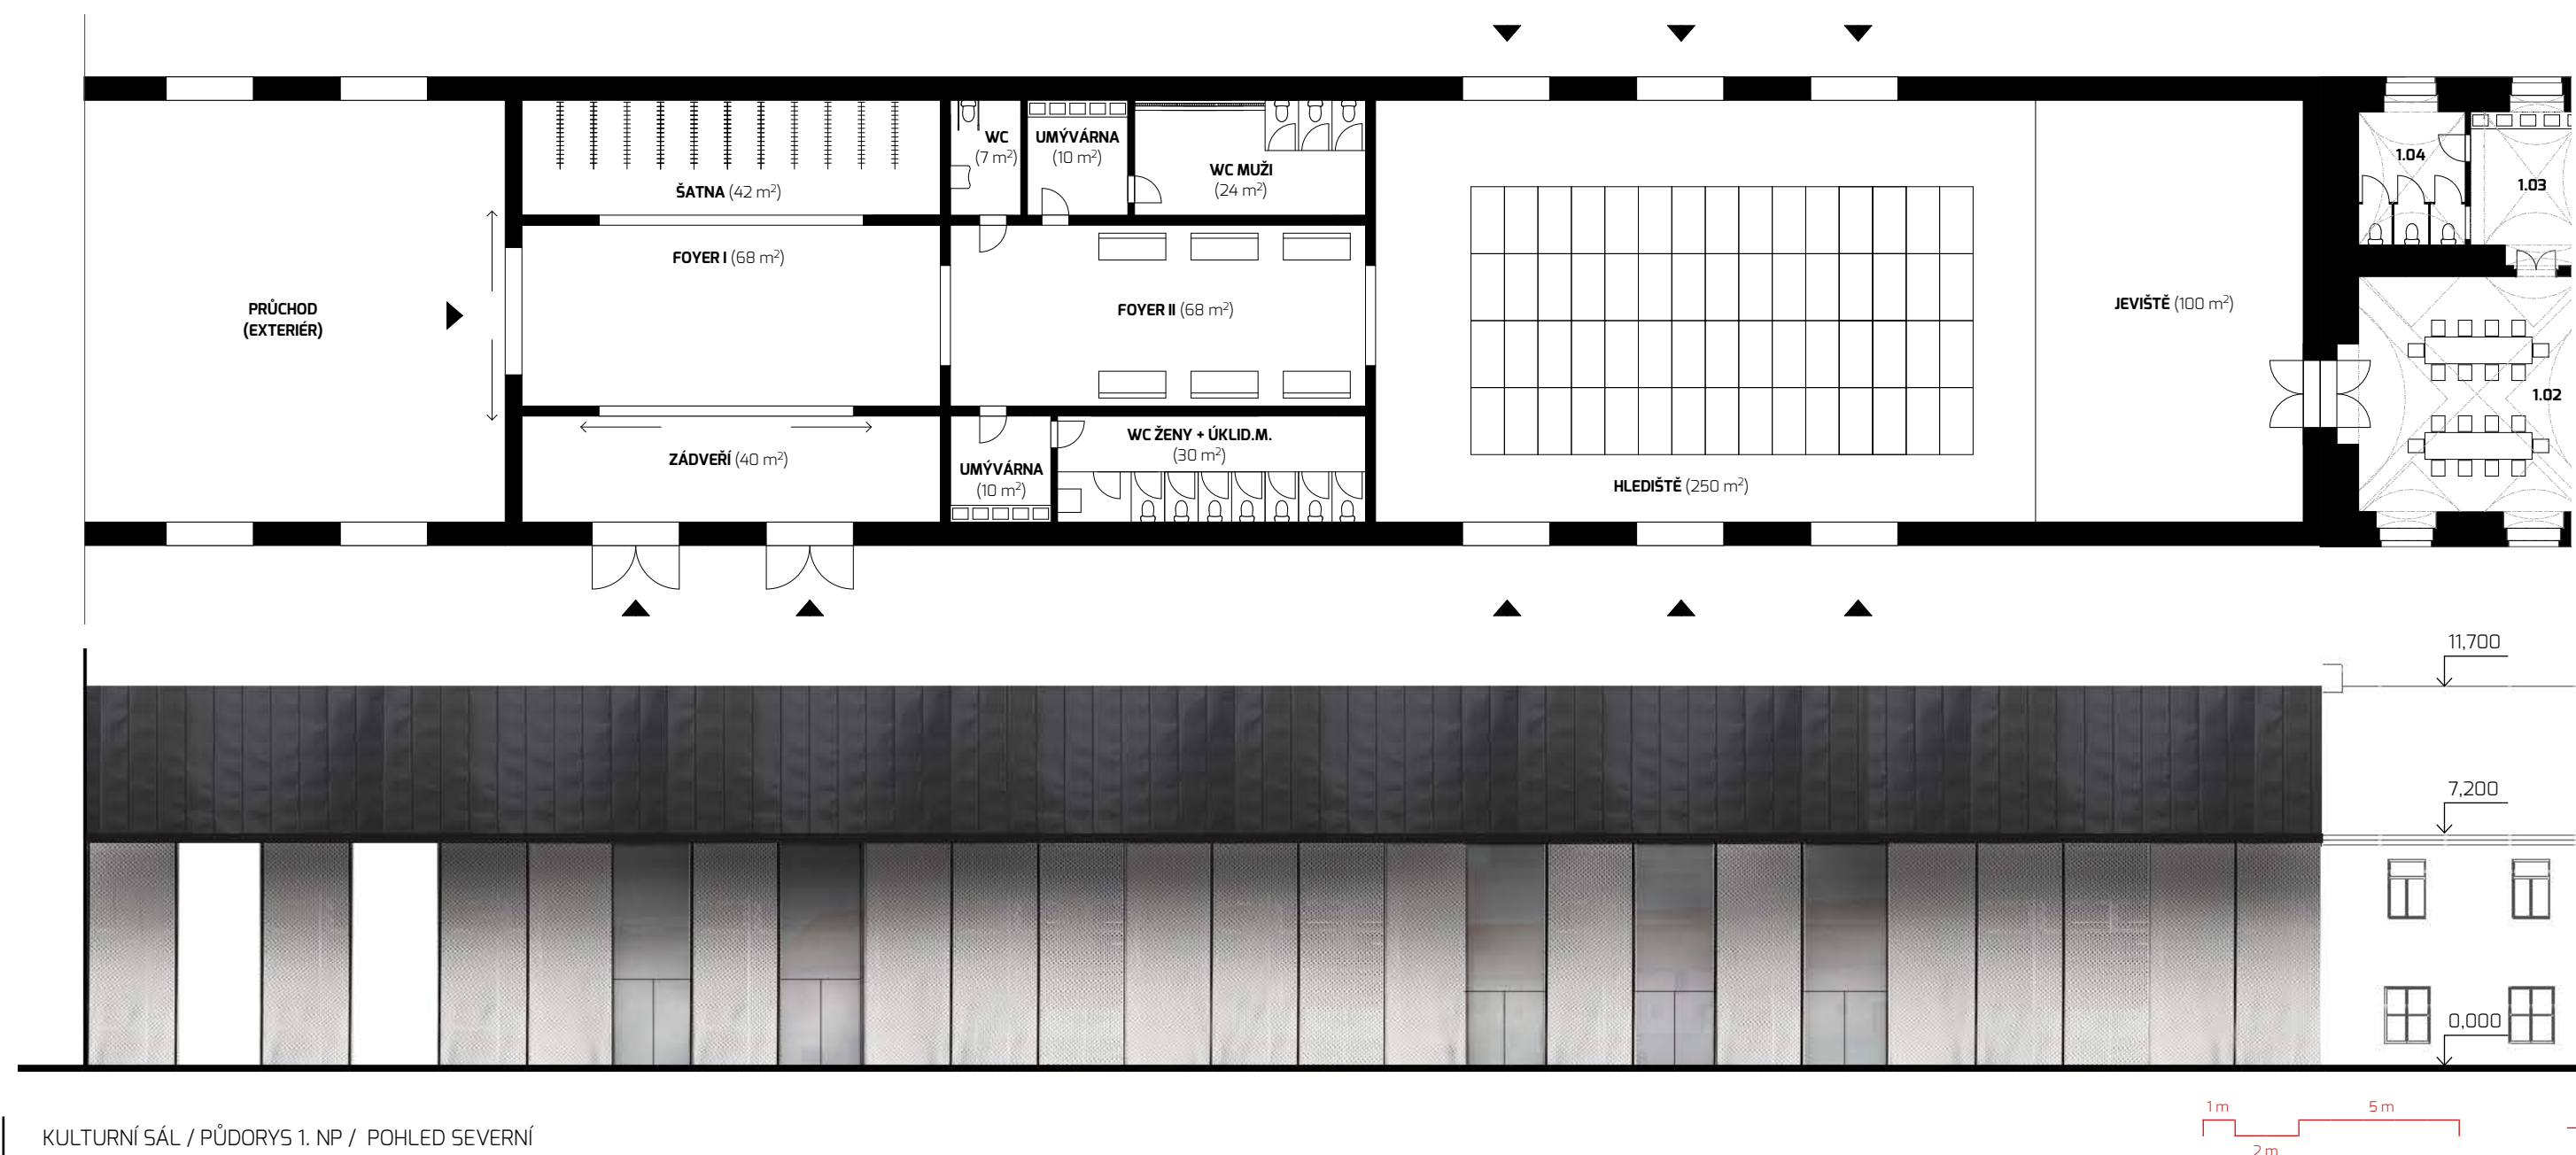 WC
(7 m²)
UMÝVÁRNA
(10 m²)
WC MUŽI
(24 m²)
ŠATNA (42 m²)
1.04
1.03
FOYER I (68 m²)
PRŮCHOD
(EXTERIÉR)
FOYER II (68 m²)
JEVIŠTĚ (100 m²)
1.02
ZÁDVEŘÍ (40 m²)
UMÝVÁRNA
(10 m²)
WC ŽENY + ÚKLID.M.
(30 m²)
HLEDIŠTĚ (250 m²)
11,700
7,200
0,000
KULTURNÍ SÁL / PŮDORYS 1. NP / POHLED SEVERNÍ
1 m
5 m
2 m